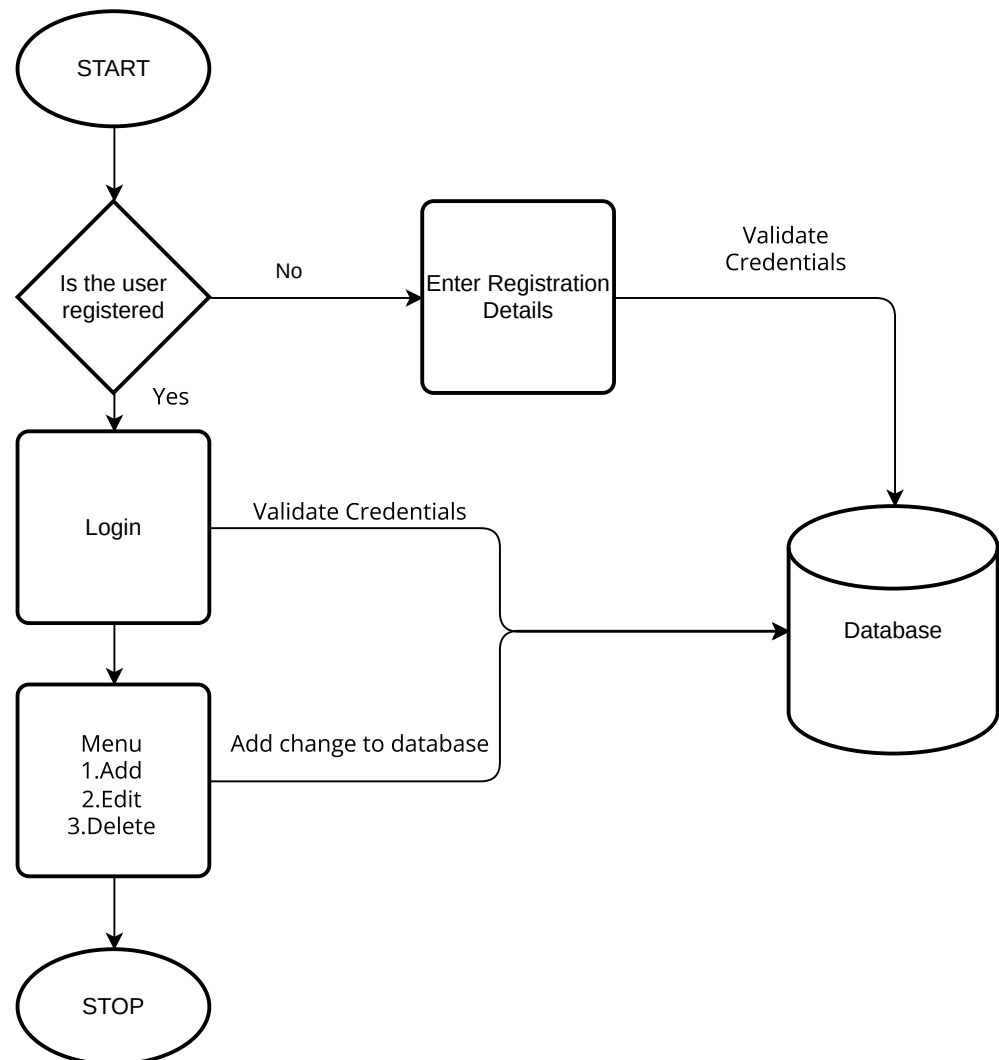 START
Is the user
registered
No
Enter Registration
Details
Validate
Credentials
Yes
Login
Validate Credentials
Database
Menu
1.Add
2.Edit
3.Delete
Add change to database
STOP